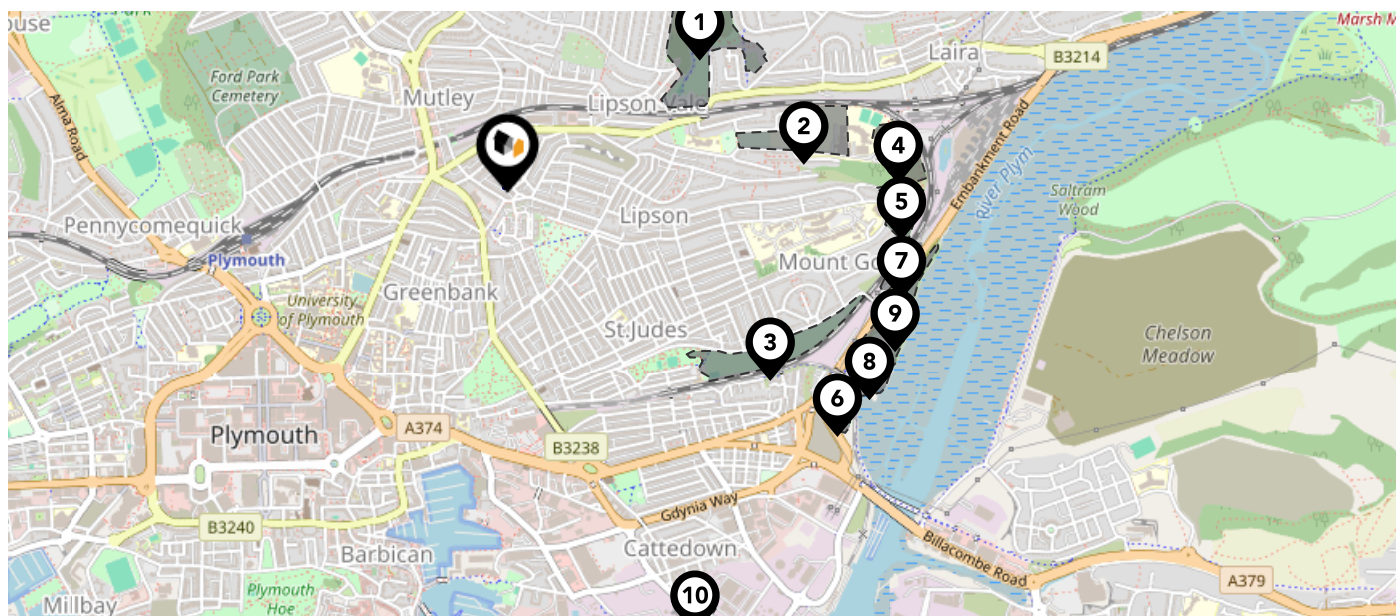 ouse
1
Marsh M
Laira
B3214
Ford Park
Cemetery
Mutley
Lipson Vale
Alma Road
2
4
Embankment Road
River Plym
Saltram
Wood
5
Lipson
Pennycomequick
Plymouth
7
Mount Go
Greenbank
University
of Plymouth
9
St.Judes
3
8
Chelson
Meadow
6
Plymouth
A374
B3238
Gdynia Way
B3240
Barbican
Cattedown
Billacombe Road
A379
10
Plymouth
Hoe
Millbay